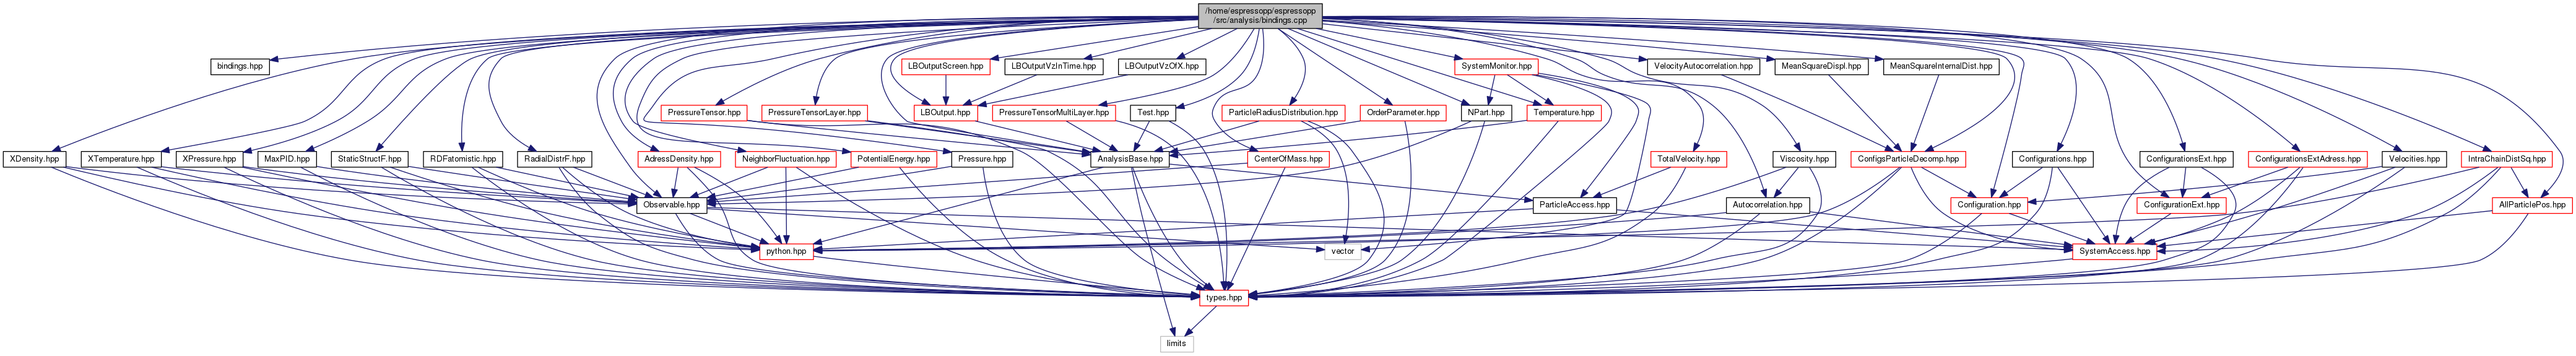 /home/espressopp/espressopp
/src/analysis/bindings.cpp
bindings.hpp
LBOutputScreen.hpp
LBOutputVzInTime.hpp
LBOutputVzOfX.hpp
SystemMonitor.hpp
VelocityAutocorrelation.hpp
MeanSquareDispl.hpp
MeanSquareInternalDist.hpp
PressureTensor.hpp
PressureTensorLayer.hpp
LBOutput.hpp
PressureTensorMultiLayer.hpp
Test.hpp
ParticleRadiusDistribution.hpp
OrderParameter.hpp
NPart.hpp
Temperature.hpp
XDensity.hpp
XTemperature.hpp
XPressure.hpp
MaxPID.hpp
StaticStructF.hpp
RDFatomistic.hpp
RadialDistrF.hpp
AdressDensity.hpp
NeighborFluctuation.hpp
PotentialEnergy.hpp
Pressure.hpp
AnalysisBase.hpp
CenterOfMass.hpp
TotalVelocity.hpp
Viscosity.hpp
ConfigsParticleDecomp.hpp
Configurations.hpp
ConfigurationsExt.hpp
ConfigurationsExtAdress.hpp
Velocities.hpp
IntraChainDistSq.hpp
Observable.hpp
ParticleAccess.hpp
Autocorrelation.hpp
Configuration.hpp
ConfigurationExt.hpp
AllParticlePos.hpp
python.hpp
vector
SystemAccess.hpp
types.hpp
limits